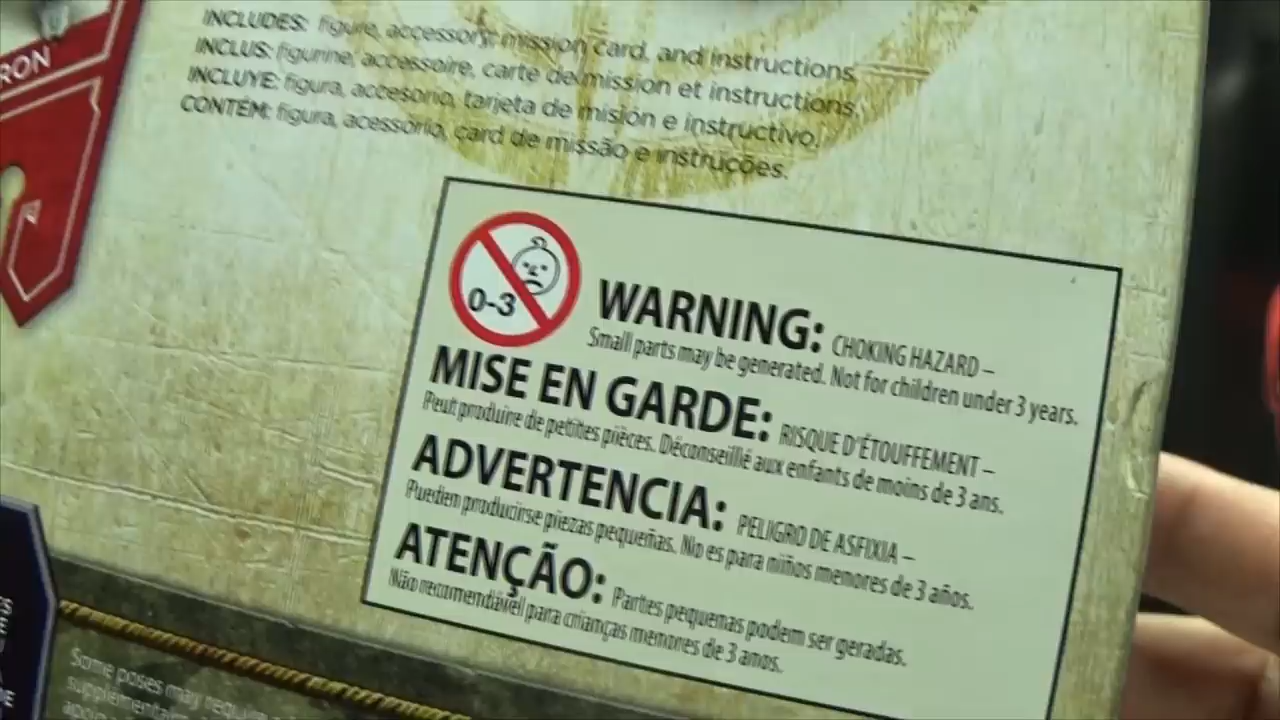 RON
INCLUDES: figure, accessory, mission card, and instructions.
INCLUS: figurine, accessoire, carte de mission et instructions.
INCLUYE: figura, accesorio, tarjeta de misión e instructivo.
CONTÉM: figura, acessório, card de missão e instruções.
0-3
WARNING: CHOKING HAZARD –
Small parts may be generated. Not for children under 3 years.
MISE EN GARDE: RISQUE D'ÉTOUFFEMENT –
Peut produire de petites pièces. Déconseillé aux enfants de moins de 3 ans.
ADVERTENCIA: PELIGRO DE ASFIXIA –
Pueden producirse piezas pequeñas. No es para niños menores de 3 años.
ATENÇÃO: Partes pequenas podem ser geradas.
Não recomendável para crianças menores de 3 anos.
Some poses may require